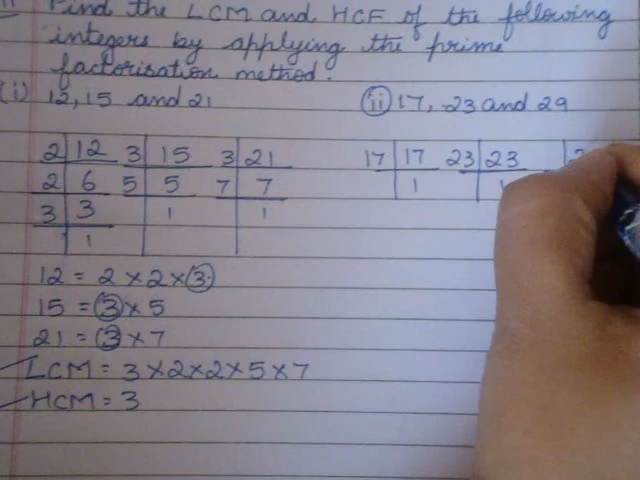 Find the LCM and HCF of the following
integers by applying the prime
factorisation method.
(i) 12, 15 and 21
(ii) 17, 23 and 29
2 12 3 15 3 21
2 6 5 5 7 7
3 3 1 1
1
17 17 23 23
1 1
12 = 2 × 2 × 3
15 = 3 × 5
21 = 3 × 7
LCM = 3 × 2 × 2 × 5 × 7
HCM = 3